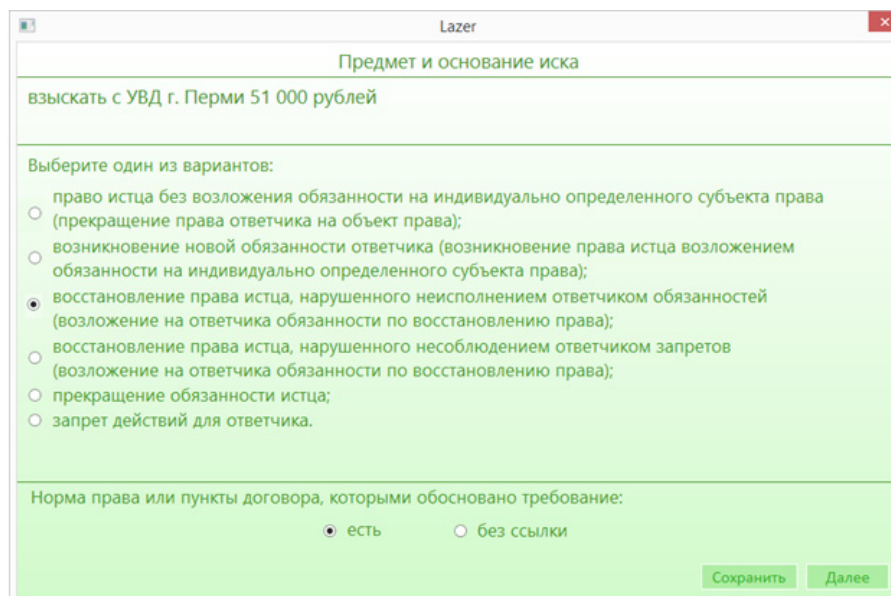 Lazer
Предмет и основание иска
взыскать с УВД г. Перми 51 000 рублей
Выберите один из вариантов:
право истца без возложения обязанности на индивидуально определенного субъекта права
(прекращение права ответчика на объект права);
возникновение новой обязанности ответчика (возникновение права истца возложением
обязанности на индивидуально определенного субъекта права);
восстановление права истца, нарушенного неисполнением ответчиком обязанностей
(возложение на ответчика обязанности по восстановлению права);
восстановление права истца, нарушенного несоблюдением ответчиком запретов
(возложение на ответчика обязанности по восстановлению права);
прекращение обязанности истца;
запрет действий для ответчика.
Норма права или пункты договора, которыми обосновано требование:
есть без ссылки
Сохранить Далее